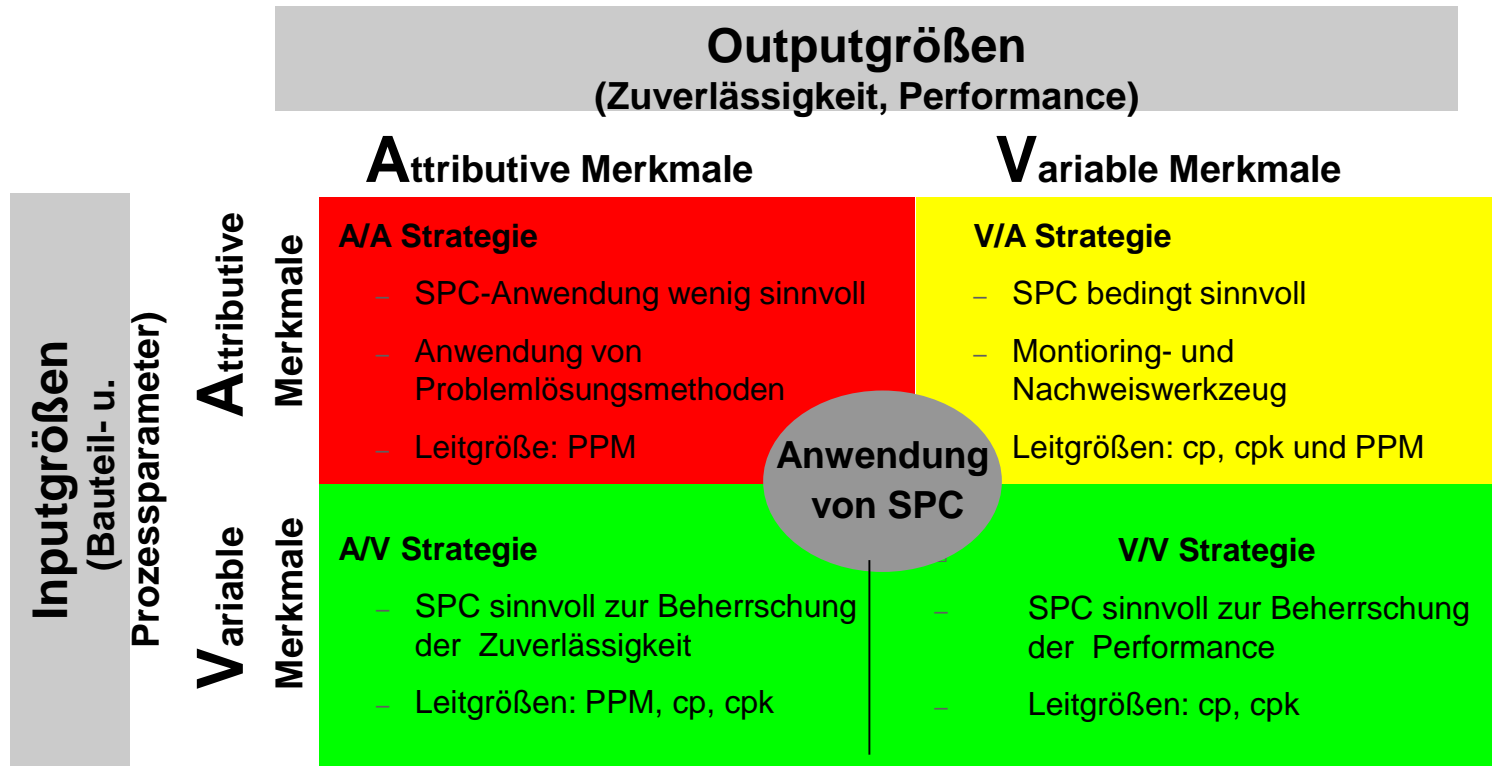 Outputgrößen
(Zuverlässigkeit, Performance)
Attributive Merkmale
Variable Merkmale
Inputgrößen
(Bauteil- u.
Prozessparameter)
Attributive
Merkmale
A/A Strategie
– SPC-Anwendung wenig sinnvoll
– Anwendung von
Problemlösungsmethoden
– Leitgröße: PPM
V/A Strategie
– SPC bedingt sinnvoll
– Montioring- und
Nachweiswerkzeug
Leitgrößen: cp, cpk und PPM
Anwendung
von SPC
Variable
Merkmale
A/V Strategie
– SPC sinnvoll zur Beherrschung
der Zuverlässigkeit
– Leitgrößen: PPM, cp, cpk
– V/V Strategie
– SPC sinnvoll zur Beherrschung
der Performance
– Leitgrößen: cp, cpk